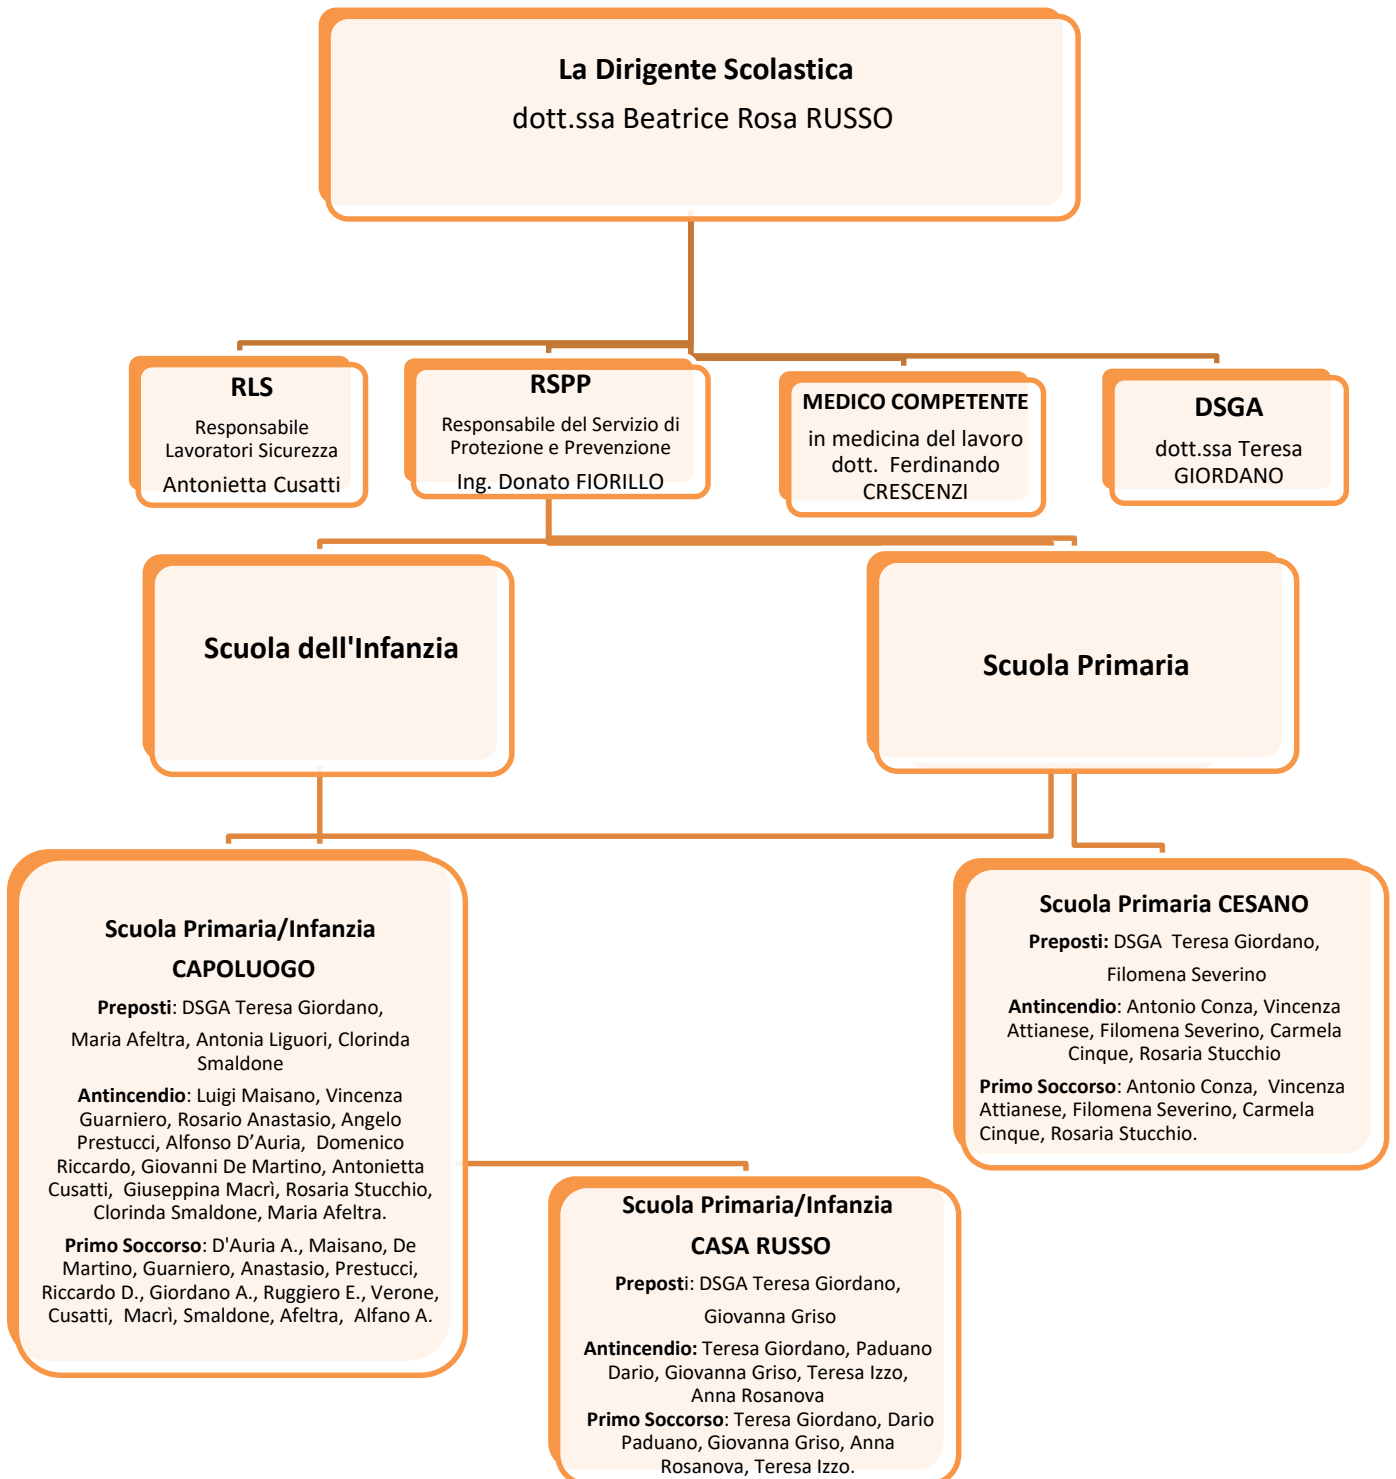 La Dirigente Scolastica
dott.ssa Beatrice Rosa RUSSO
RLS
Responsabile
Lavoratori Sicurezza
Antonietta Cusatti
RSPP
Responsabile del Servizio di
Protezione e Prevenzione
Ing. Donato FIORILLO
MEDICO COMPETENTE
in medicina del lavoro
dott. Ferdinando
CRESCENZI
DSGA
dott.ssa Teresa
GIORDANO
Scuola dell'Infanzia
Scuola Primaria
Scuola Primaria/Infanzia
CAPOLUOGO
Preposti: DSGA Teresa Giordano,
Maria Afeltra, Antonia Liguori, Clorinda
Smaldone
Antincendio: Luigi Maisano, Vincenza
Guarniero, Rosario Anastasio, Angelo
Prestucci, Alfonso D’Auria, Domenico
Riccardo, Giovanni De Martino, Antonietta
Cusatti, Giuseppina Macrì, Rosaria Stucchio,
Clorinda Smaldone, Maria Afeltra.
Primo Soccorso: D'Auria A., Maisano, De
Martino, Guarniero, Anastasio, Prestucci,
Riccardo D., Giordano A., Ruggiero E., Verone,
Cusatti, Macrì, Smaldone, Afeltra, Alfano A.
Scuola Primaria CESANO
Preposti: DSGA Teresa Giordano,
Filomena Severino
Antincendio: Antonio Conza, Vincenza
Attianese, Filomena Severino, Carmela
Cinque, Rosaria Stucchio
Primo Soccorso: Antonio Conza, Vincenza
Attianese, Filomena Severino, Carmela
Cinque, Rosaria Stucchio.
Scuola Primaria/Infanzia
CASA RUSSO
Preposti: DSGA Teresa Giordano,
Giovanna Griso
Antincendio: Teresa Giordano, Paduano
Dario, Giovanna Griso, Teresa Izzo,
Anna Rosanova
Primo Soccorso: Teresa Giordano, Dario
Paduano, Giovanna Griso, Anna
Rosanova, Teresa Izzo.